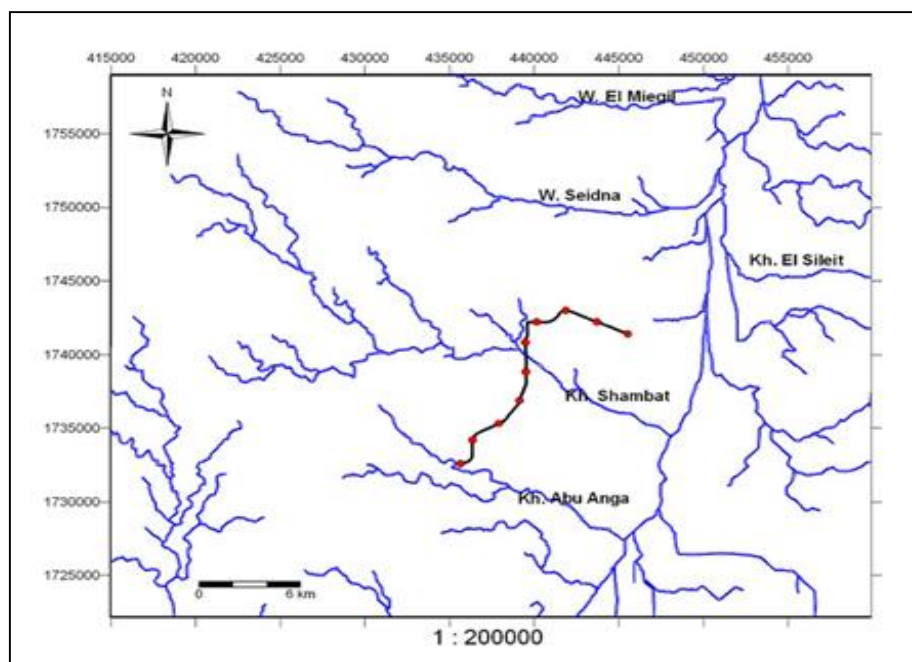 415000 420000 425000 430000 435000 440000 445000 450000 455000
N
W. El Miegil
1755000
1750000
W. Seidna
Kh. El Sileit
1745000
1740000
Kh. Shambat
1735000
1730000
Kh. Abu Anga
1725000
0 6 km
1 : 200000